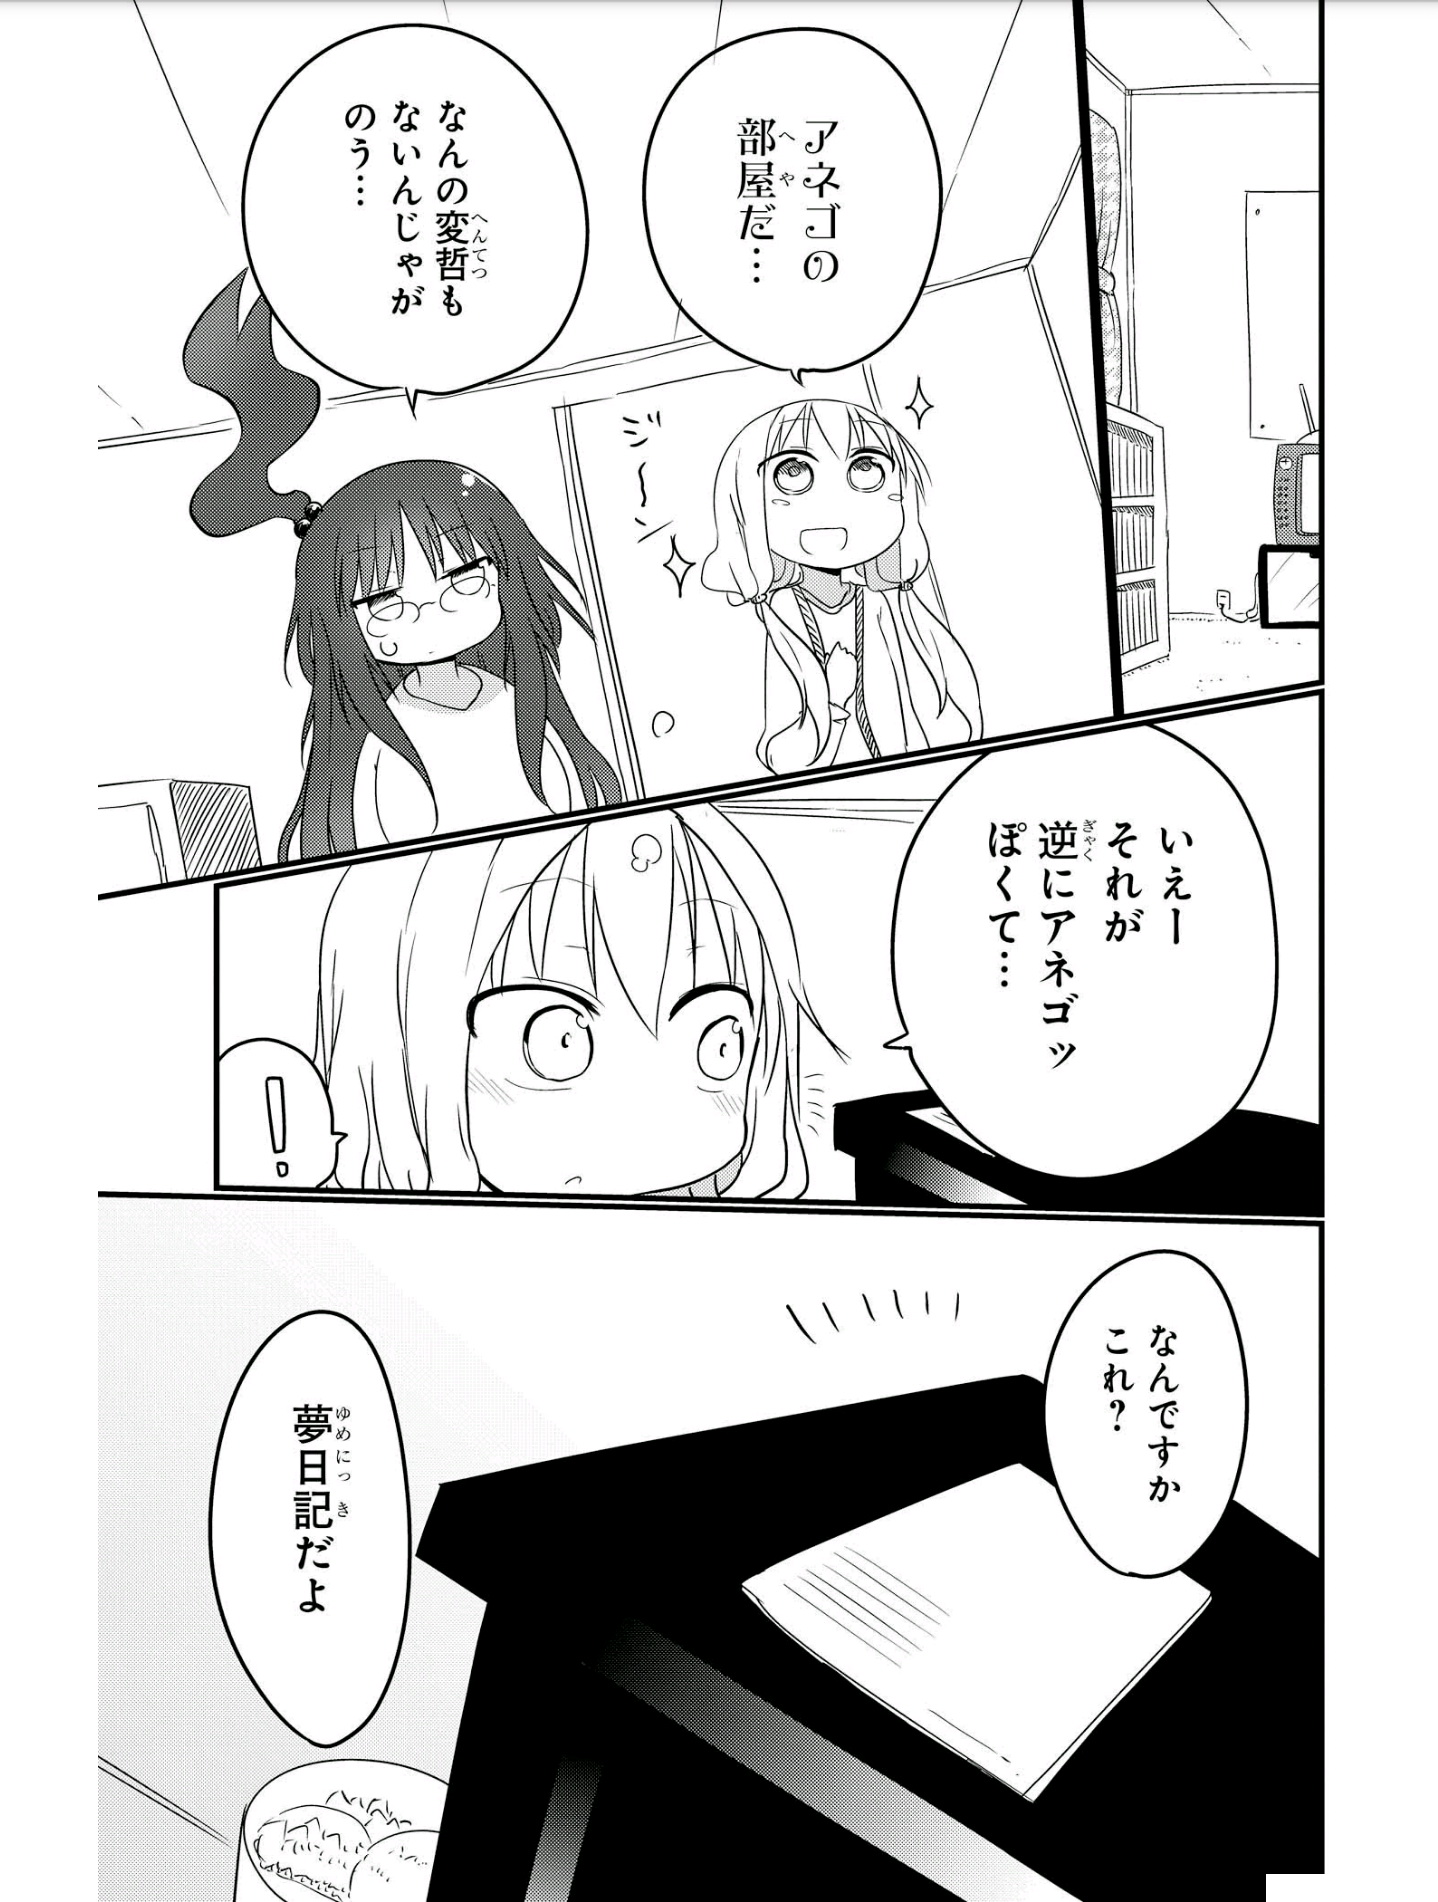 アネゴの
部屋だ…
ジ〜ン
なんの変哲も
ないんじゃが
のう…
いえー
それが
逆にアネゴッ
ぽくて…
！
なんですか
これ？
夢日記だよ